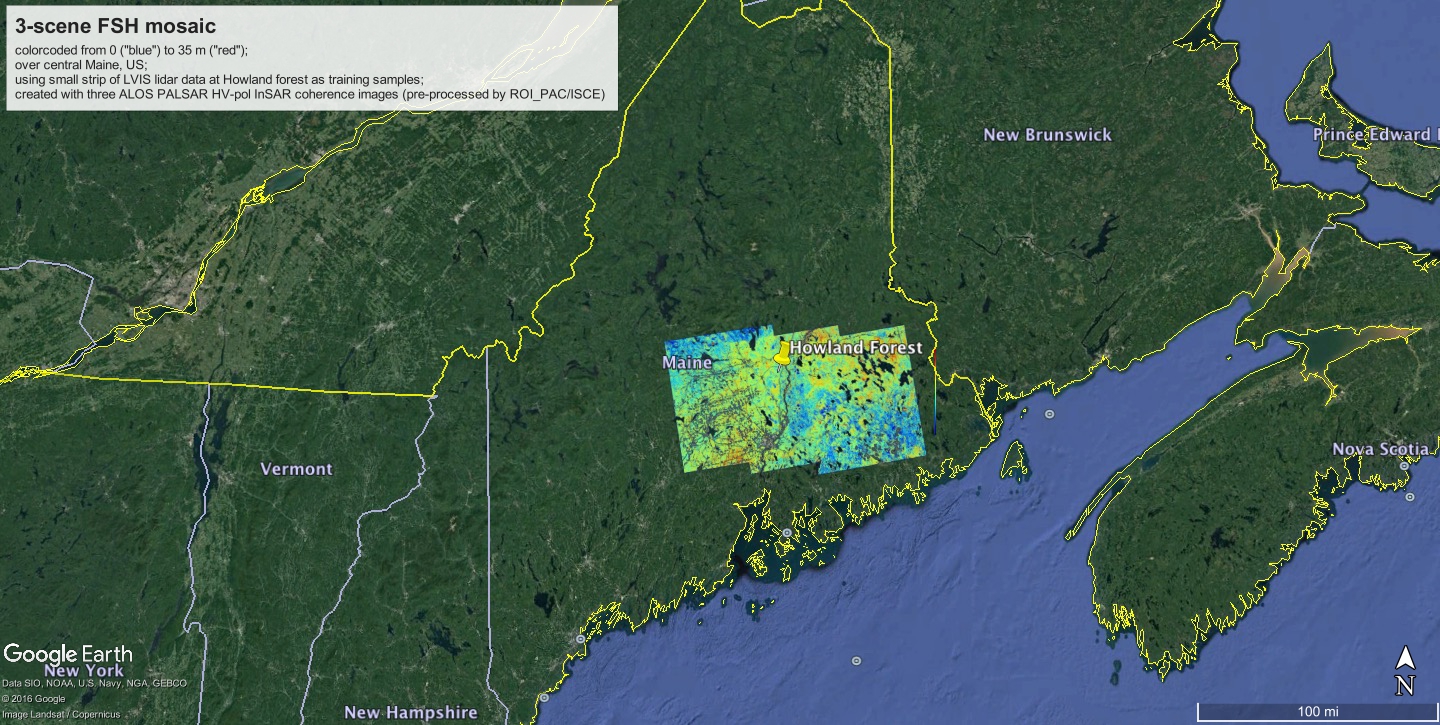 3-scene FSH mosaic
colorcoded from 0 ("blue") to 35 m ("red");
over central Maine, US;
using small strip of LVIS lidar data at Howland forest as training samples;
created with three ALOS PALSAR HV-pol InSAR coherence images (pre-processed by ROI_PAC/ISCE)
New Brunswick
Prince Edward I
Howland Forest
Maine
Nova Scotia
Vermont
Google Earth
New York
Data SIO, NOAA, U.S. Navy, NGA, GEBCO
© 2016 Google
Image Landsat / Copernicus
New Hampshire
N
100 mi